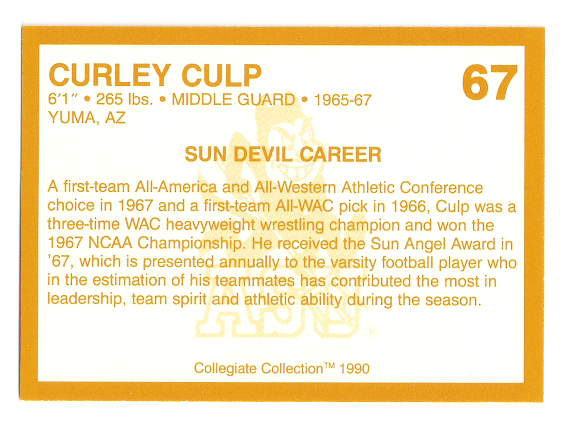 CURLEY CULP
67
6'1" • 265 lbs. • MIDDLE GUARD • 1965-67
YUMA, AZ
SUN DEVIL CAREER
A first-team All-America and All-Western Athletic Conference
choice in 1967 and a first-team All-WAC pick in 1966, Culp was a
three-time WAC heavyweight wrestling champion and won the
1967 NCAA Championship. He received the Sun Angel Award in
'67, which is presented annually to the varsity football player who
in the estimation of his teammates has contributed the most in
leadership, team spirit and athletic ability during the season.
ASU
Collegiate Collection™ 1990